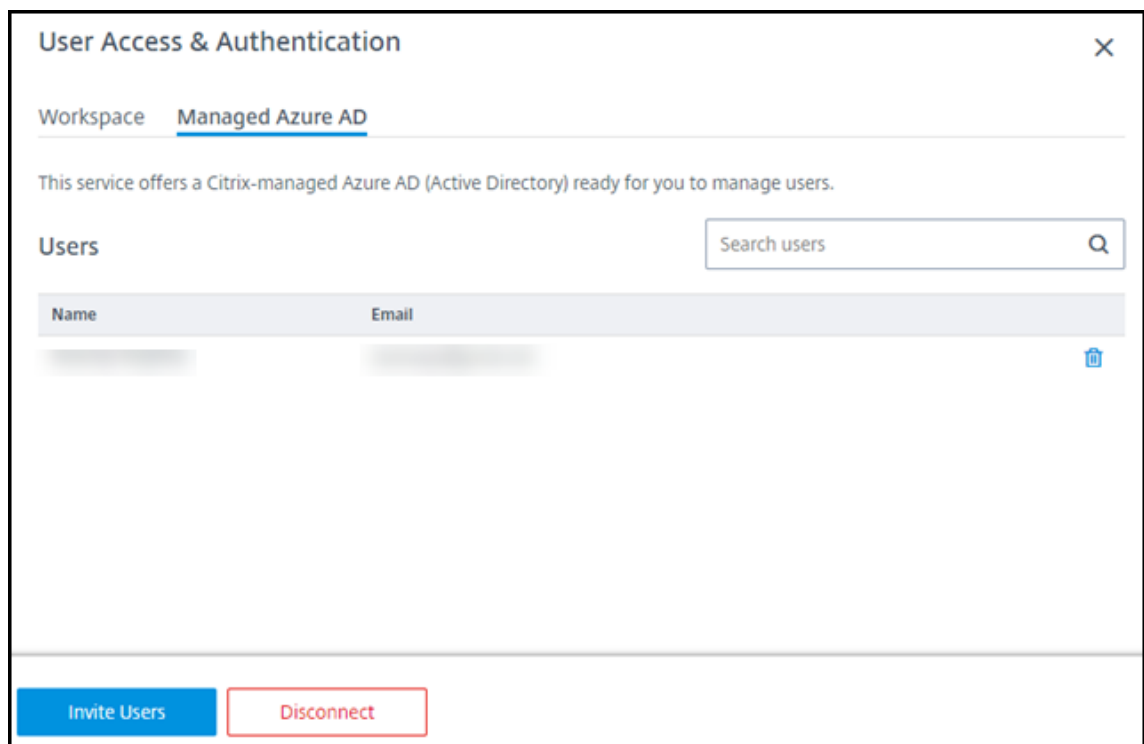 User Access & Authentication
Workspace Managed Azure AD
This service offers a Citrix-managed Azure AD (Active Directory) ready for you to manage users.
Users Search users
Name Email
Invite Users Disconnect